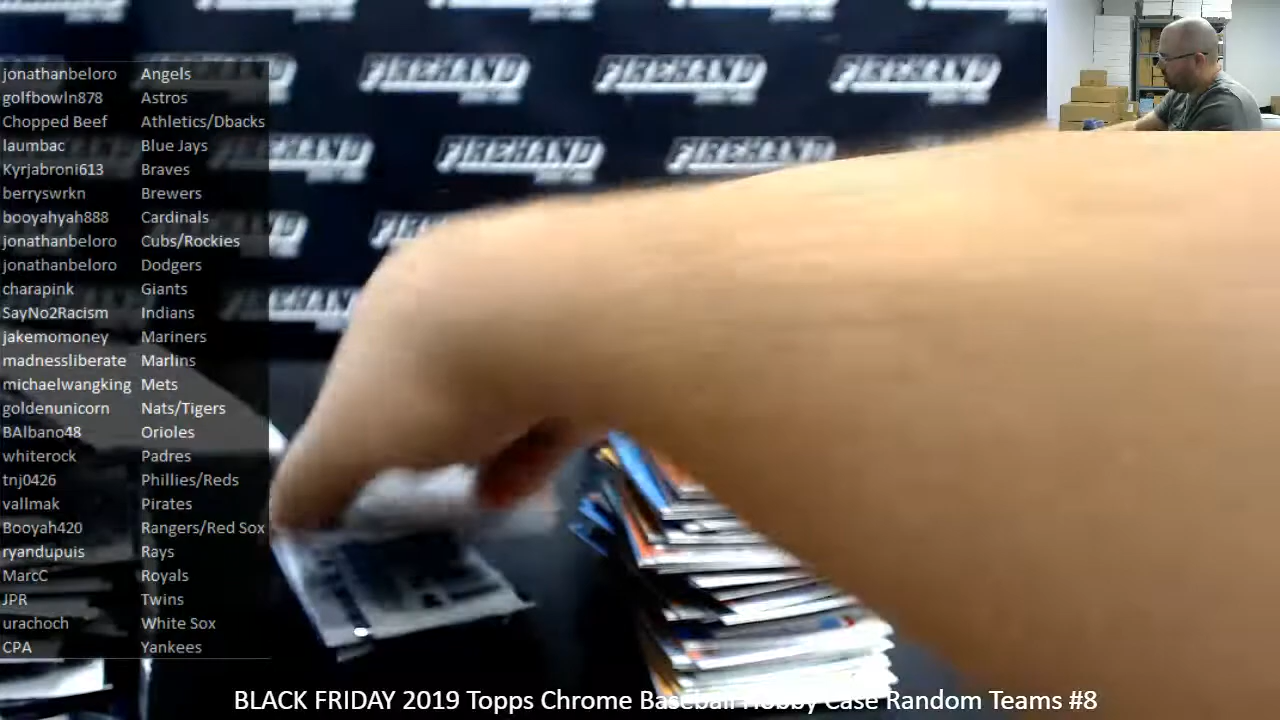 FIREHAND FIREHAND FIREHAND
jonathanbeloro Angels
golfbowln878 Astros
Chopped Beef Athletics/Dbacks
laumbac Blue Jays
FIREHAND FIREHAND
Kyrjabroni613 Braves
berryswrkn Brewers
booyahyah888 Cardinals
jonathanbeloro Cubs/Rockies
jonathanbeloro Dodgers
charapink Giants
SayNo2Racism Indians
jakemomoney Mariners
madnessliberate Marlins
michaelwangking Mets
goldenunicorn Nats/Tigers
BAlbano48 Orioles
whiterock Padres
tnj0426 Phillies/Reds
vallmak Pirates
Booyah420 Rangers/Red Sox
ryandupuis Rays
MarcC Royals
JPR Twins
urachoch White Sox
CPA Yankees
BLACK FRIDAY 2019 Topps Chrome Baseball Hobby Case Random Teams #8